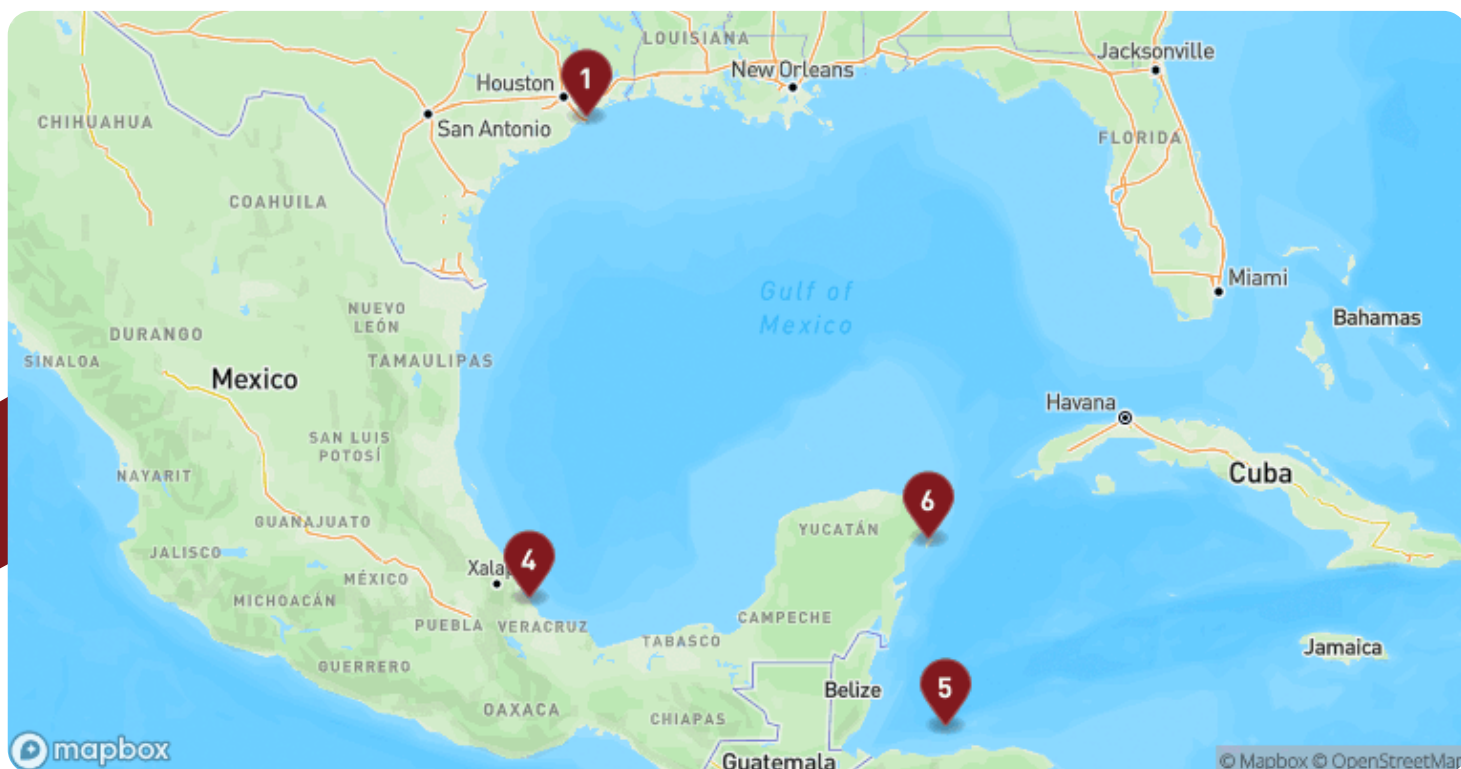 LOUISIANA
Jacksonville
New Orleans
Houston
1
San Antonio
CHIHUAHUA
FLORIDA
COAHUILA
Miami
Gulf of
Mexico
NUEVO
LEÓN
Bahamas
DURANGO
SINALOA
TAMAULIPAS
Mexico
Havana
SAN LUIS
POTOSÍ
NAYARIT
Cuba
6
GUANAJUATO
YUCATÁN
JALISCO
4
Xalap
MÉXICO
MICHOACÁN
PUEBLA
VERACRUZ
CAMPECHE
TABASCO
Jamaica
GUERRERO
Belize
5
OAXACA
CHIAPAS
mapbox
Guatemala
© Mapbox © OpenStreetMap